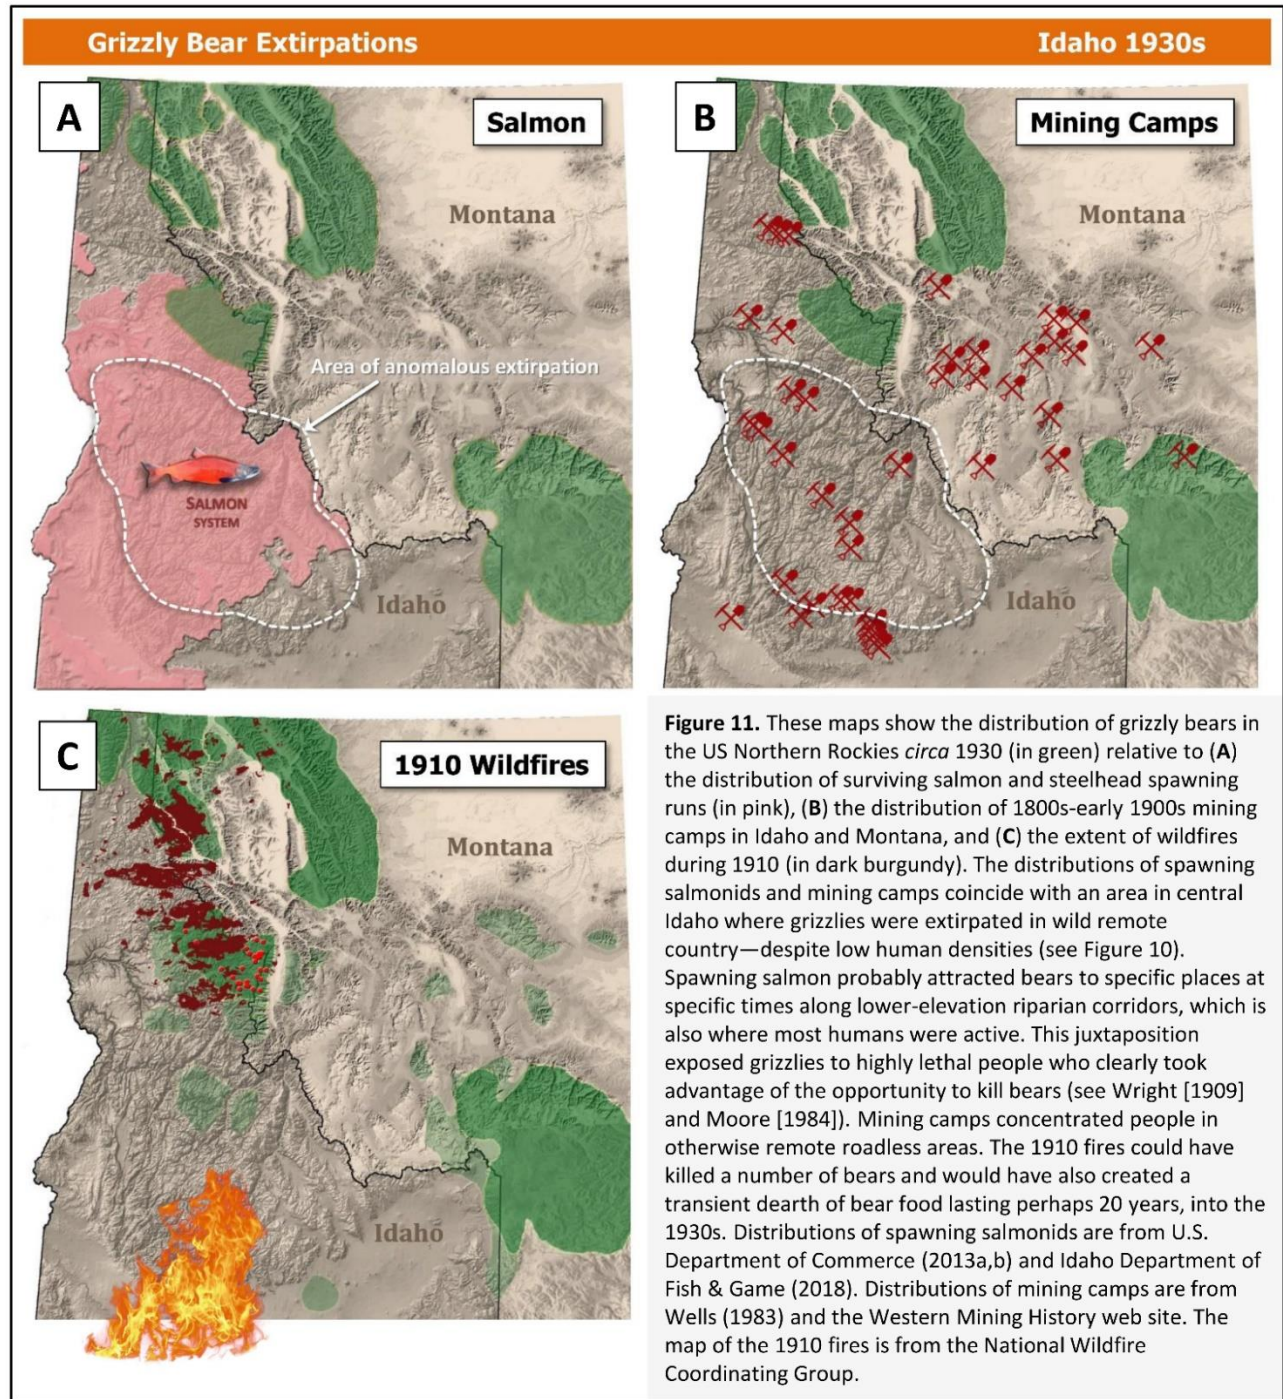 Grizzly Bear Extirpations
Idaho 1930s
A
Salmon
Montana
Area of anomalous extirpation
SALMON
SYSTEM
Idaho
B
Mining Camps
Montana
Idaho
C
1910 Wildfires
Montana
Idaho
Figure 11. These maps show the distribution of grizzly bears in
the US Northern Rockies circa 1930 (in green) relative to (A)
the distribution of surviving salmon and steelhead spawning
runs (in pink), (B) the distribution of 1800s-early 1900s mining
camps in Idaho and Montana, and (C) the extent of wildfires
during 1910 (in dark burgundy). The distributions of spawning
salmonids and mining camps coincide with an area in central
Idaho where grizzlies were extirpated in wild remote
country—despite low human densities (see Figure 10).
Spawning salmon probably attracted bears to specific places at
specific times along lower-elevation riparian corridors, which is
also where most humans were active. This juxtaposition
exposed grizzlies to highly lethal people who clearly took
advantage of the opportunity to kill bears (see Wright [1909]
and Moore [1984]). Mining camps concentrated people in
otherwise remote roadless areas. The 1910 fires could have
killed a number of bears and would have also created a
transient dearth of bear food lasting perhaps 20 years, into the
1930s. Distributions of spawning salmonids are from U.S.
Department of Commerce (2013a,b) and Idaho Department of
Fish & Game (2018). Distributions of mining camps are from
Wells (1983) and the Western Mining History web site. The
map of the 1910 fires is from the National Wildfire
Coordinating Group.